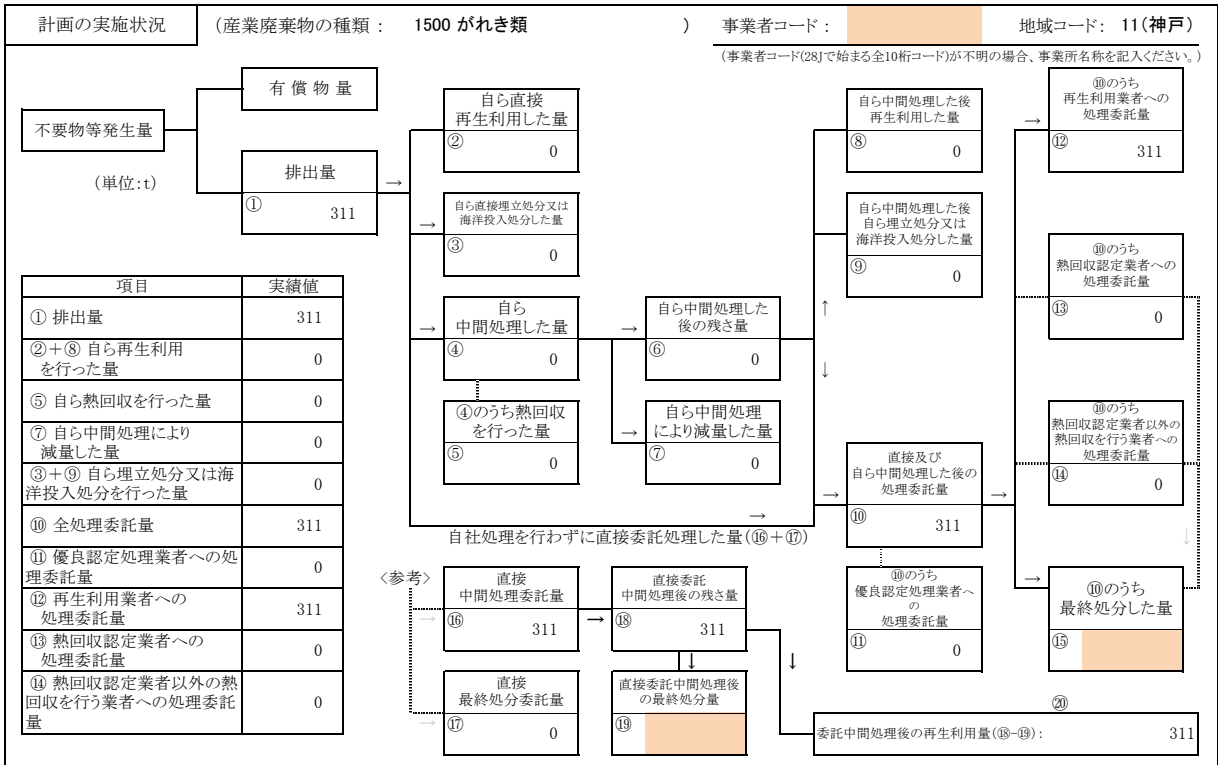 計画の実施状況 (産業廃棄物の種類 : 1500 がれき類 ) 事業者コード : 地域コード: 11(神戸)
(事業者コード(28Jで始まる全10桁コード)が不明の場合、事業所名称を記入ください。)
不要物等発生量
(単位:t)
有 償 物 量
排出量
① 311
→
自ら直接
再生利用した量
② 0
→
自ら直接埋立処分又は
海洋投入処分した量
③ 0
→
自ら
中間処理した量
④ 0
④のうち熱回収
を行った量
⑤ 0
→
自ら中間処理した
後の残さ量
⑥ 0
→
自ら中間処理
により減量した量
⑦ 0
自ら中間処理した後
再生利用した量
⑧ 0
自ら中間処理した後
自ら埋立処分又は
海洋投入処分した量
⑨ 0
↑
↓
→
直接及び
自ら中間処理した後の
処理委託量
⑩ 311
→
⑩のうち
優良認定処理業者へ
の
処理委託量
⑪ 0
→
⑩のうち
再生利用業者への
処理委託量
⑫ 311
⑩のうち
熱回収認定業者への
処理委託量
⑬ 0
⑩のうち
熱回収認定業者以外の
熱回収を行う業者への
処理委託量
⑭ 0
↓
→
⑩のうち
最終処分した量
⑮
項目 実績値
① 排出量 311
②+⑧ 自ら再生利用
を行った量 0
⑤ 自ら熱回収を行った量 0
⑦ 自ら中間処理により
減量した量 0
③+⑨ 自ら埋立処分又は海
洋投入処分を行った量 0
⑩ 全処理委託量 311
⑪ 優良認定処理業者への処
理委託量 0
⑫ 再生利用業者への
処理委託量 311
⑬ 熱回収認定業者への
処理委託量 0
⑭ 熱回収認定業者以外の熱
回収を行う業者への処理委託
量 0
→
自社処理を行わずに直接委託処理した量(⑯+⑰)
〈参考〉
→
直接
中間処理委託量
⑯ 311
→
直接委託
中間処理後の残さ量
⑱ 311
↓
↓
→
直接
最終処分委託量
⑰ 0
直接委託中間処理後
の最終処分量
⑲
⑳
委託中間処理後の再生利用量(⑱-⑲) : 311